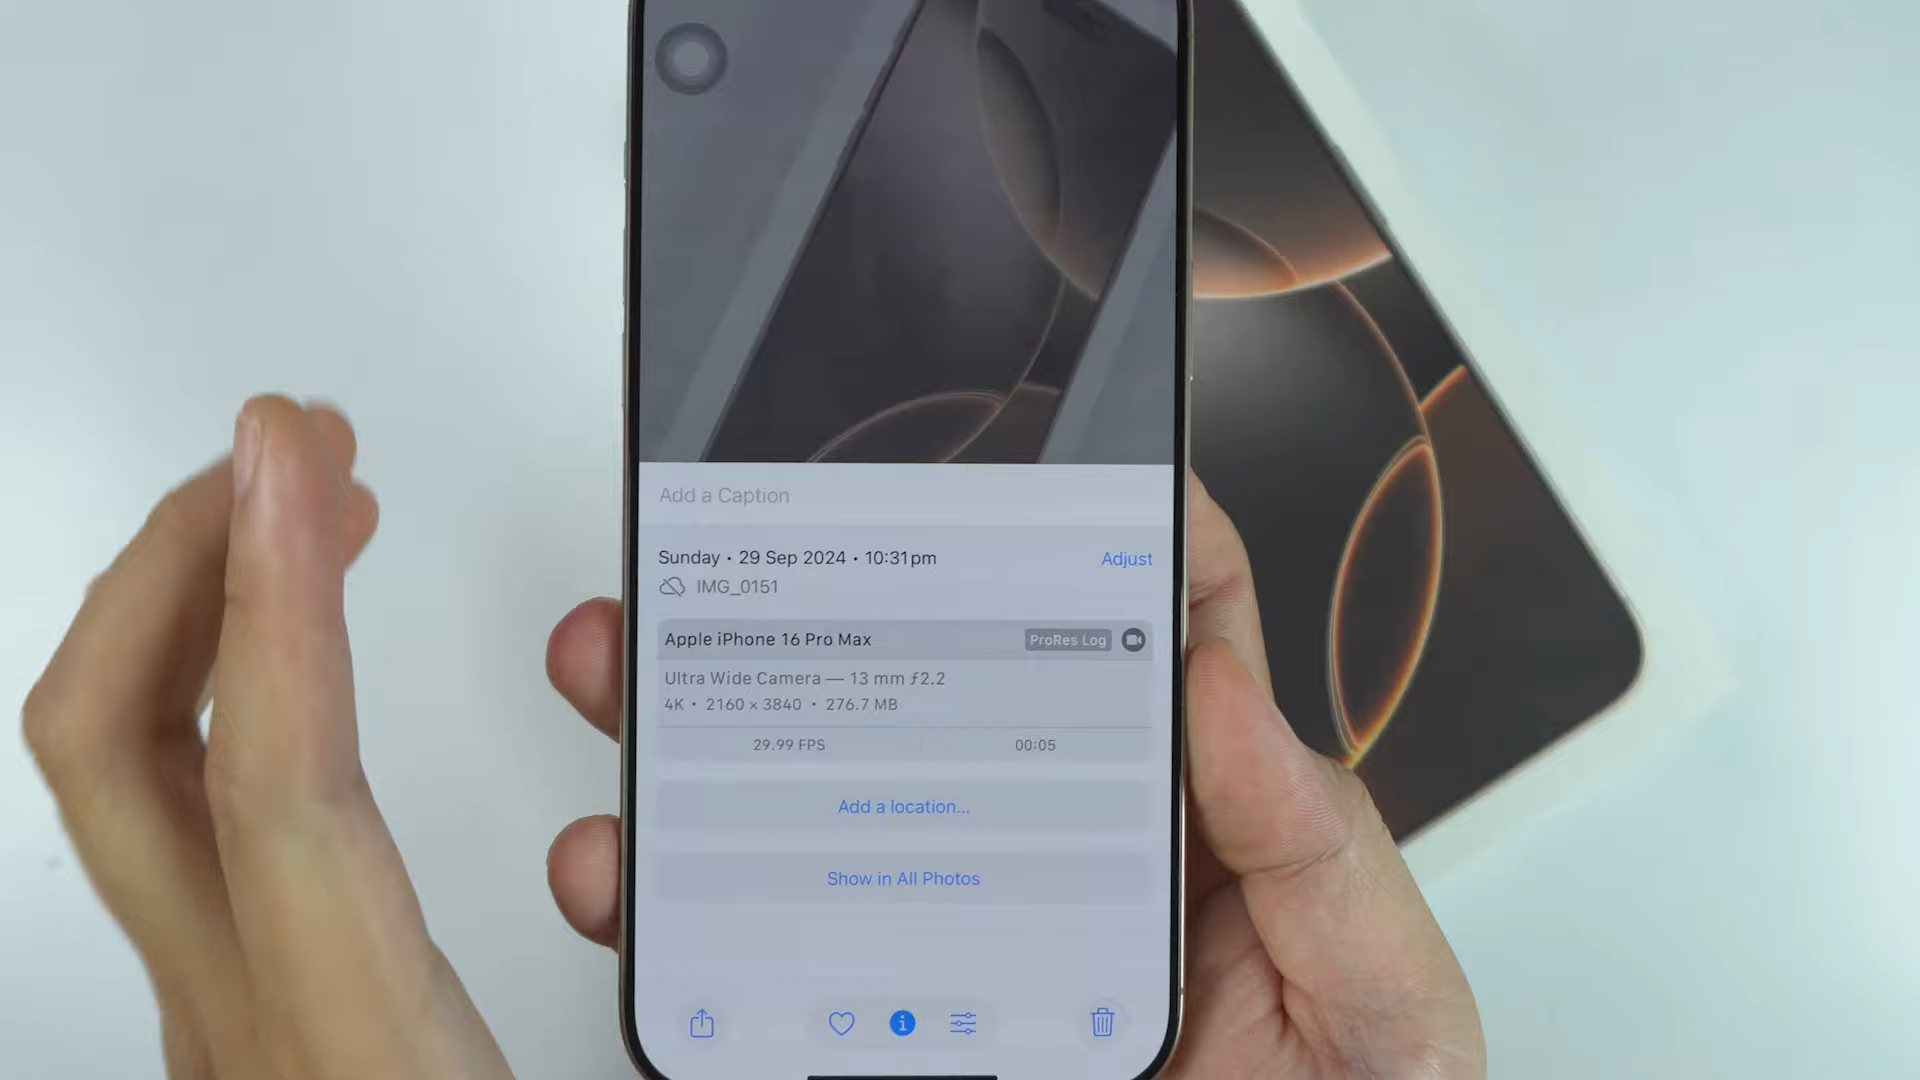 Add a Caption
Sunday • 29 Sep 2024 • 10:31 pm
Adjust
IMG_0151
Apple iPhone 16 Pro Max
ProRes Log
Ultra Wide Camera — 13 mm ƒ2.2
4K • 2160 × 3840 • 276.7 MB
29.99 FPS
00:05
Add a location...
Show in All Photos